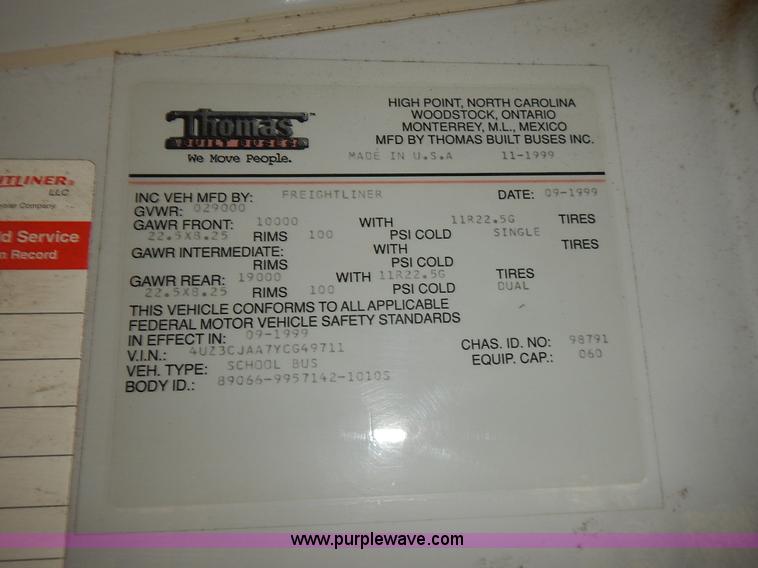 Thomas
BUILT BUSES
We Move People.
HIGH POINT, NORTH CAROLINA
WOODSTOCK, ONTARIO
MONTERREY, M.L., MEXICO
MFD BY THOMAS BUILT BUSES INC.
MADE IN U.S.A 11-1999
INC VEH MFD BY: FREIGHTLINER DATE: 09-1999
GVWR: 029000
GAWR FRONT: 10000 WITH 11R22.5G TIRES
22.5X8.25 RIMS 100 PSI COLD SINGLE
GAWR INTERMEDIATE: WITH TIRES
RIMS PSI COLD
GAWR REAR: 19000 WITH 11R22.5G TIRES
22.5X8.25 RIMS 100 PSI COLD DUAL
THIS VEHICLE CONFORMS TO ALL APPLICABLE
FEDERAL MOTOR VEHICLE SAFETY STANDARDS
IN EFFECT IN: 09-1999
V.I.N.: 4UZ3CJAA7YCG49711 CHAS. ID. NO: 98791
VEH. TYPE: SCHOOL BUS EQUIP. CAP.: 060
BODY ID.: 89066-9957142-1010S
HTLINER
LLC
Company
d Service
n Record
www.purplewave.com